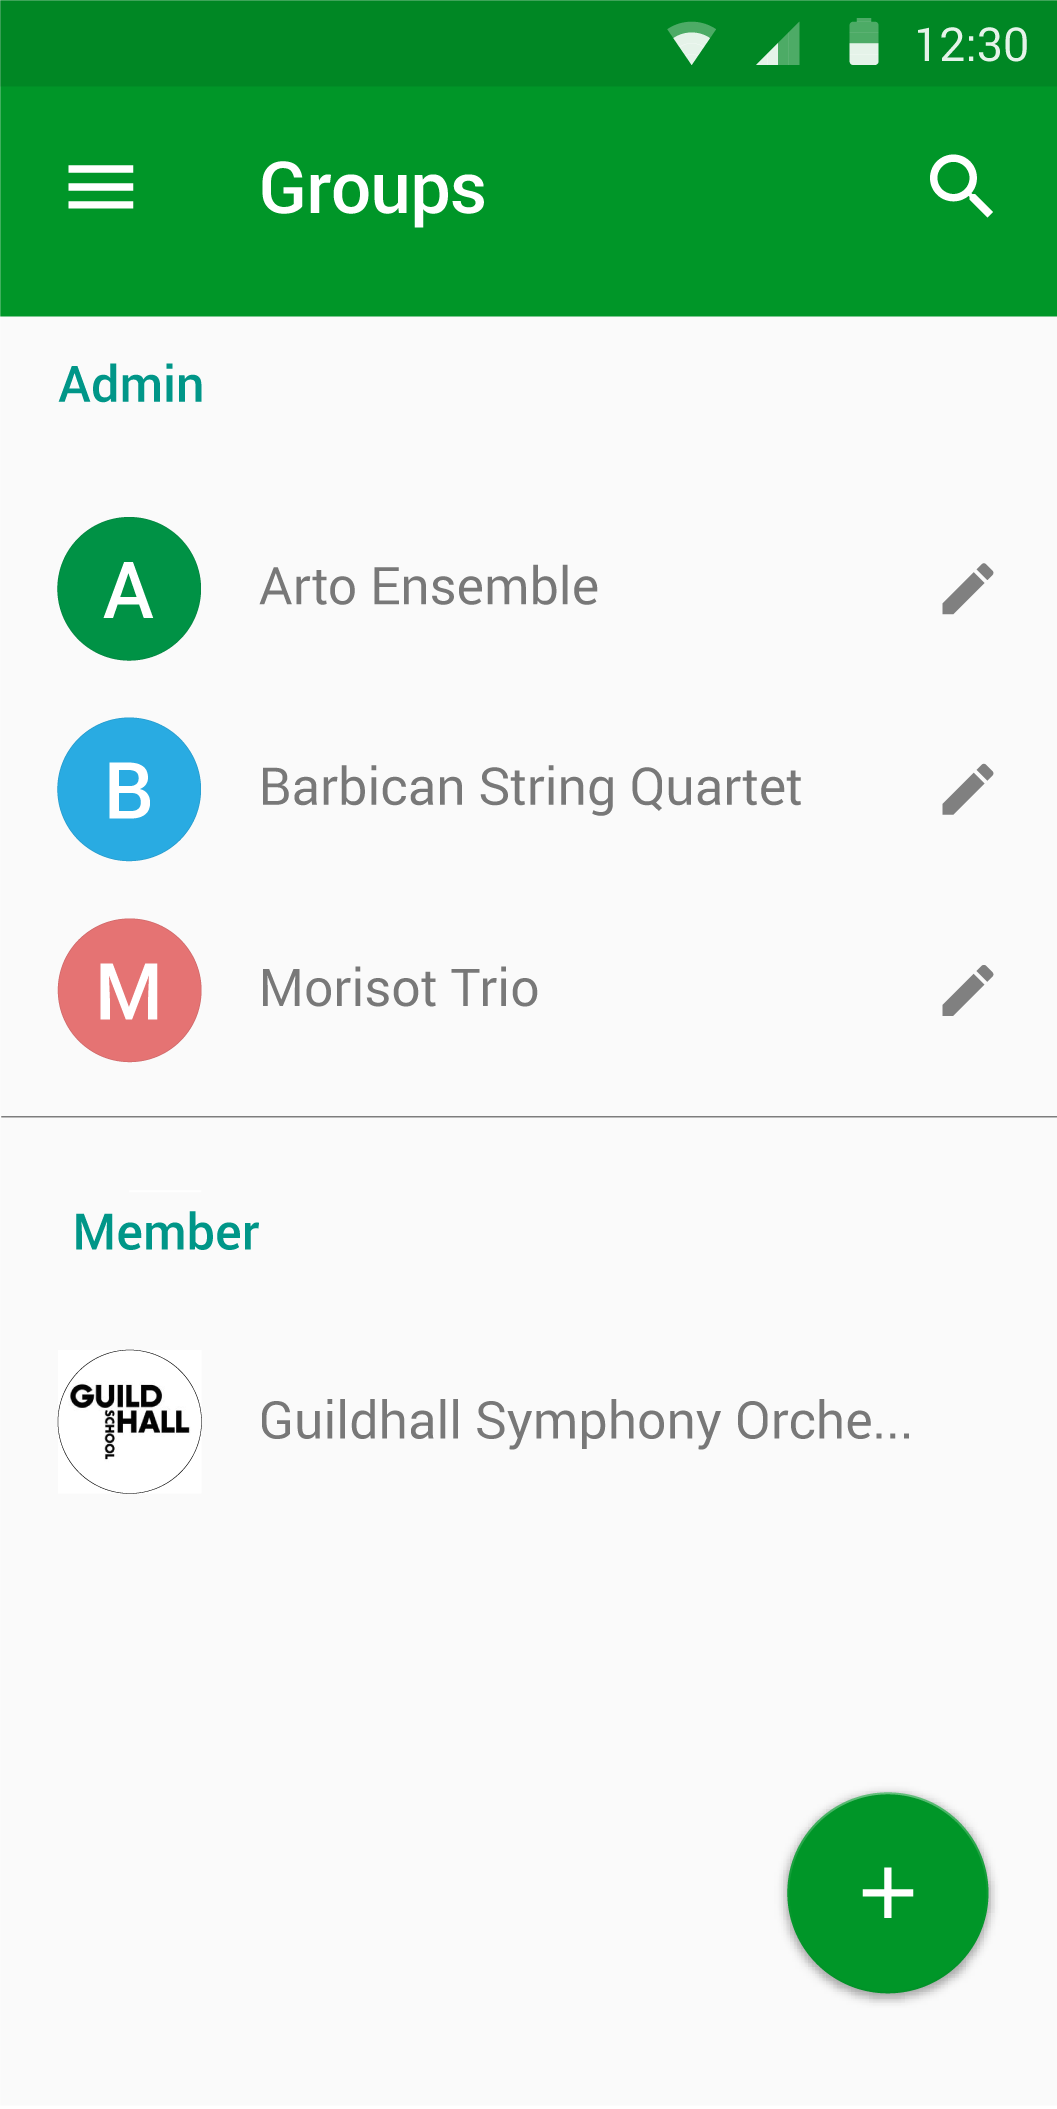 12:30
Groups
Admin
A
Arto Ensemble
B
Barbican String Quartet
M
Morisot Trio
Member
GUILD
HALL
SCHOOL
Guildhall Symphony Orche...